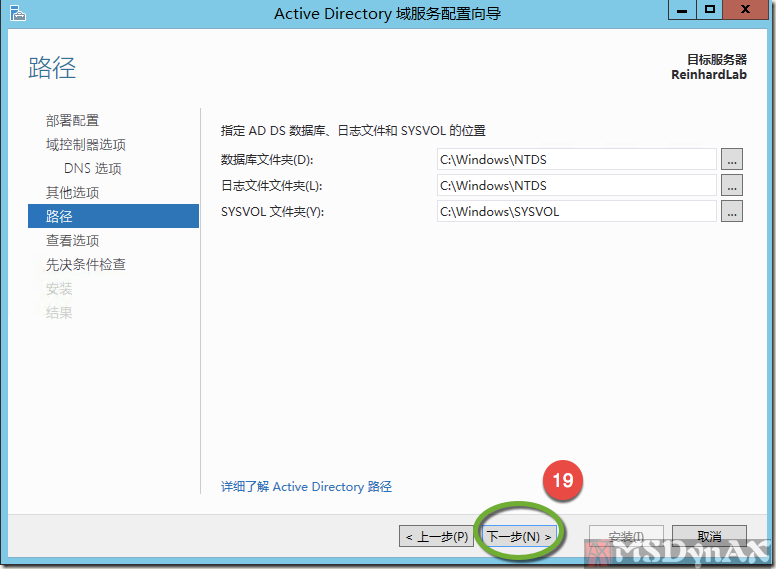 Active Directory 域服务配置向导
路径
目标服务器
ReinhardLab
部署配置
域控制器选项
DNS 选项
其他选项
路径
查看选项
先决条件检查
安装
结果
指定 AD DS 数据库、日志文件和 SYSVOL 的位置
数据库文件夹(D): C:\Windows\NTDS ...
日志文件文件夹(L): C:\Windows\NTDS ...
SYSVOL 文件夹(Y): C:\Windows\SYSVOL ...
详细了解 Active Directory 路径
19
< 上一步(P) 下一步(N) > 安装(I) 取消
MSDynAX